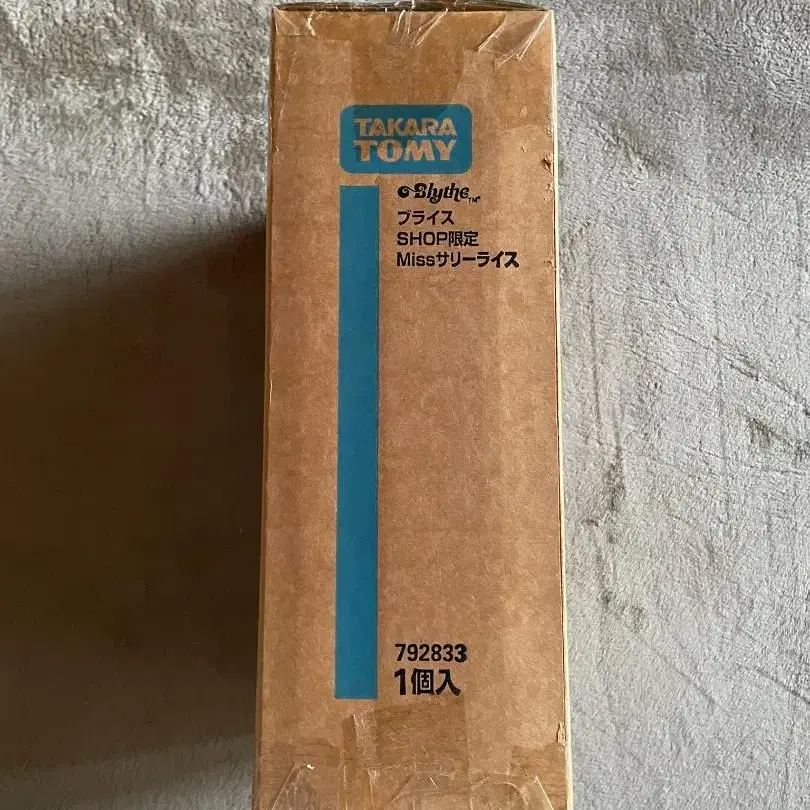 TAKARA
TOMY
Blythe™
ブライス
SHOP限定
Missサリーライス
792833
1個入